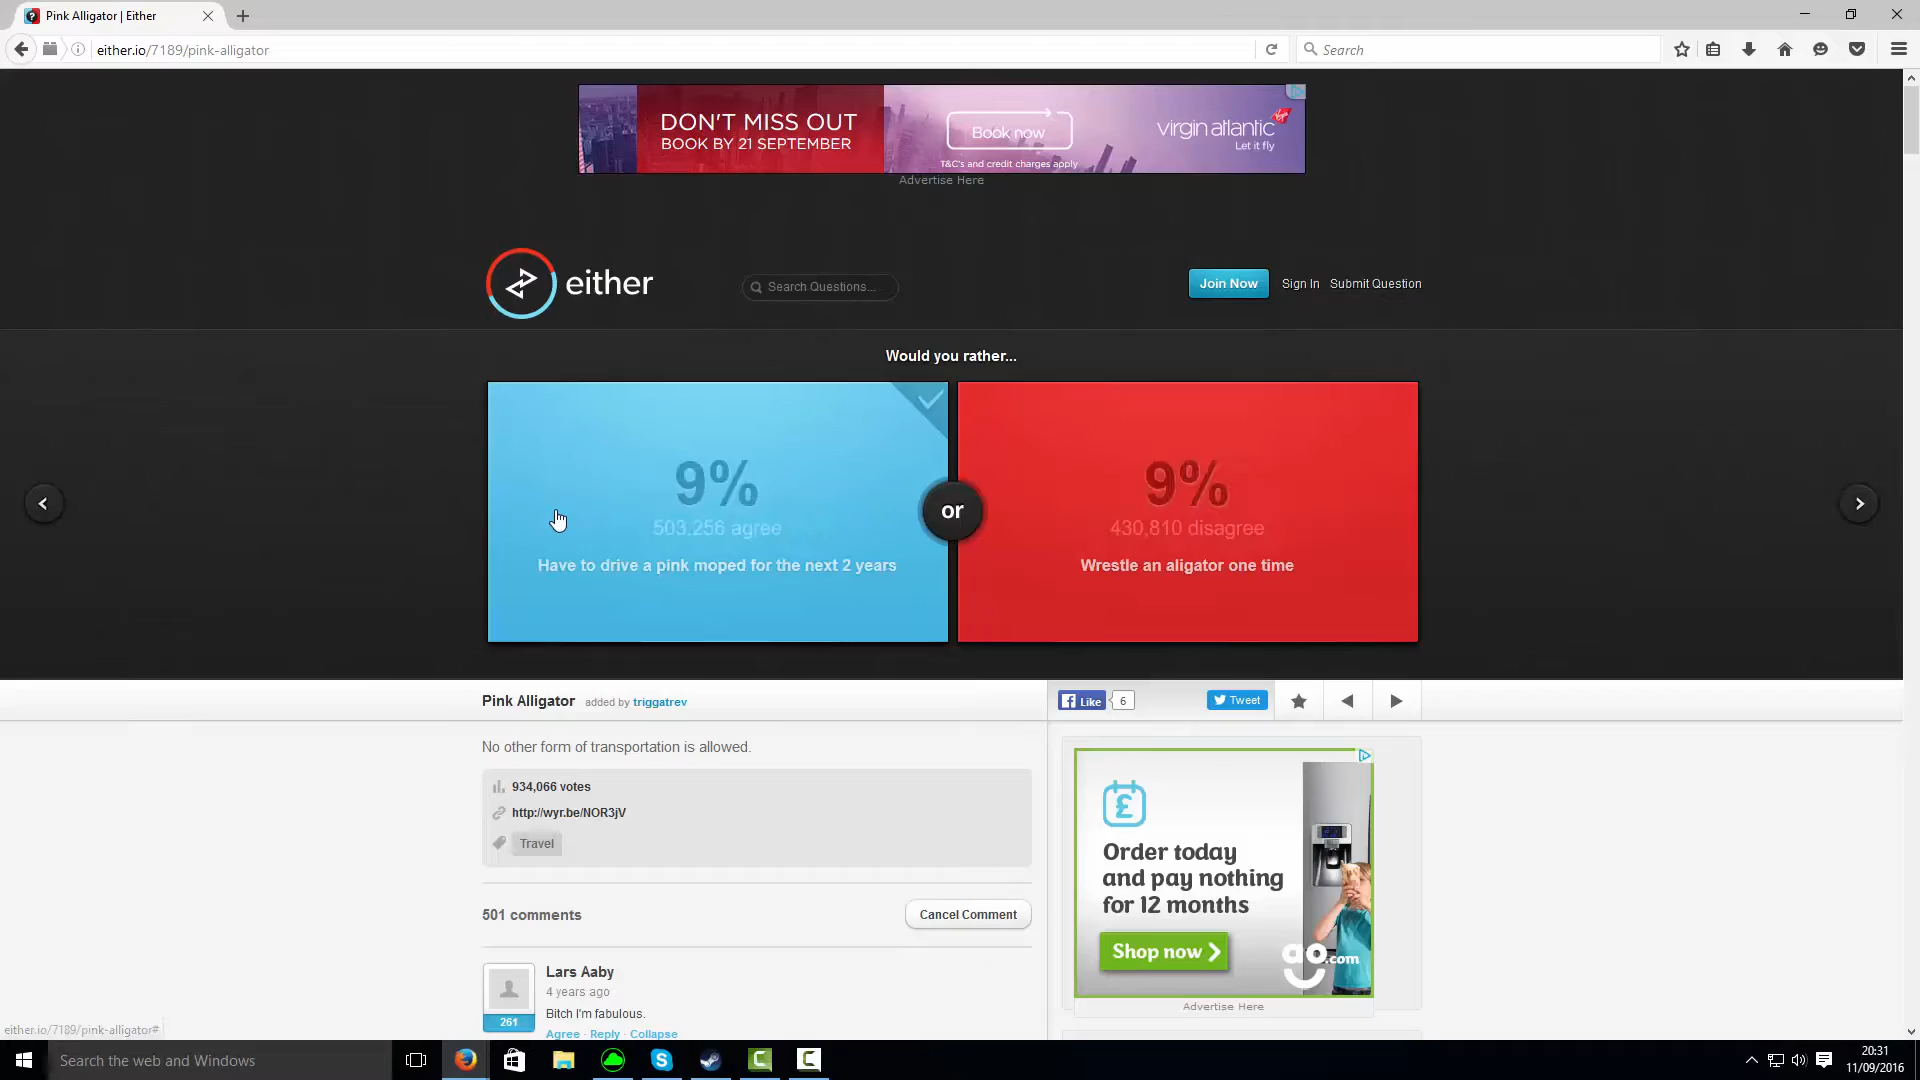 Pink Alligator | Either
either.io/7189/pink-alligator
Search
DON'T MISS OUT
BOOK BY 21 SEPTEMBER
Book now
T&C's and credit charges apply
virgin atlantic
Let it fly
Advertise Here
either
Search Questions...
Join Now
Sign In
Submit Question
Would you rather...
9%
503,256 agree
Have to drive a pink moped for the next 2 years
or
9%
430,810 disagree
Wrestle an aligator one time
Pink Alligator added by triggatrev
Like 6
Tweet
No other form of transportation is allowed.
934,066 votes
http://wyr.be/NOR3jV
Travel
501 comments
Cancel Comment
Lars Aaby
4 years ago
261
Bitch I'm fabulous.
Agree · Reply · Collapse
£
Order today
and pay nothing
for 12 months
Shop now
ao.com
Advertise Here
either.io/7189/pink-alligator#
Search the web and Windows
20:31
11/09/2016